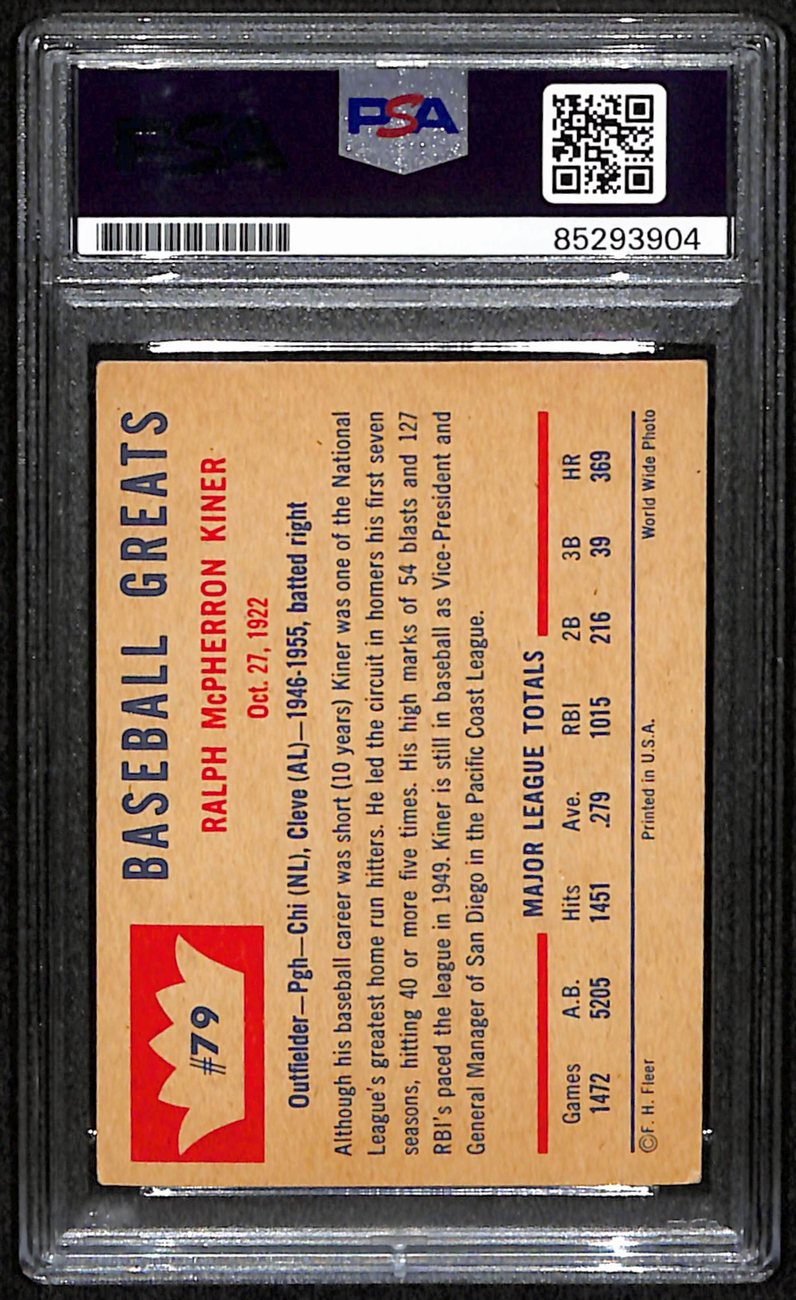 PSA
PSA
85293904
#79
BASEBALL GREATS
RALPH McPHERRON KINER
Oct. 27, 1922
Outfielder—Pgh—Chi (NL), Cleve (AL)—1946-1955, batted right
Although his baseball career was short (10 years) Kiner was one of the National
League's greatest home run hitters. He led the circuit in homers his first seven
seasons, hitting 40 or more five times. His high marks of 54 blasts and 127
RBI's paced the league in 1949. Kiner is still in baseball as Vice-President and
General Manager of San Diego in the Pacific Coast League.
MAJOR LEAGUE TOTALS
Games A.B. Hits Ave. RBI 2B 3B HR
1472 5205 1451 .279 1015 216 39 369
©F. H. Fleer Printed in U.S.A. World Wide Photo